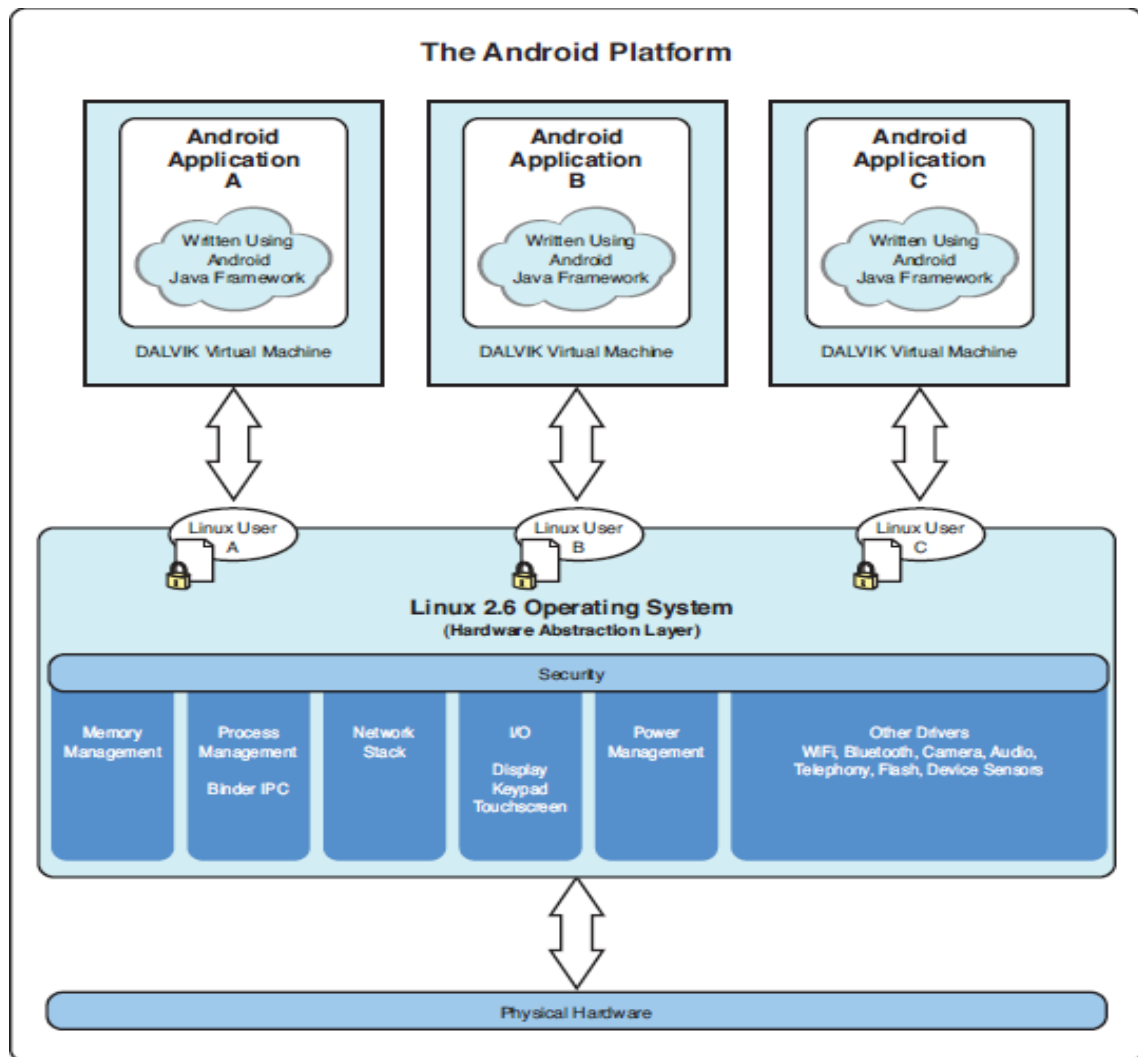 The Android Platform
Android
Application
A
Written Using
Android
Java Framework
DALVIK Virtual Machine
Android
Application
B
Written Using
Android
Java Framework
DALVIK Virtual Machine
Android
Application
C
Written Using
Android
Java Framework
DALVIK Virtual Machine
Linux User
A
Linux User
B
Linux User
C
Linux 2.6 Operating System
(Hardware Abstraction Layer)
Security
Memory
Management
Process
Management
Binder IPC
Network
Stack
I/O
Display
Keypad
Touchscreen
Power
Management
Other Drivers
WiFi, Bluetooth, Camera, Audio,
Telephony, Flash, Device Sensors
Physical Hardware